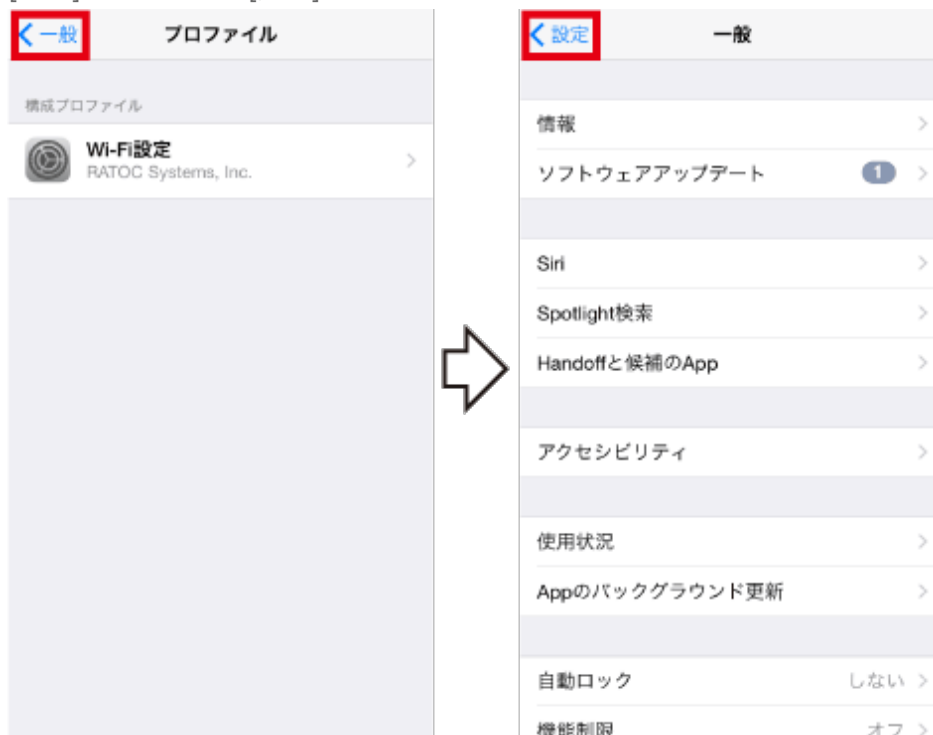 一般
プロファイル
構成プロファイル
Wi-Fi設定
RATOC Systems, Inc.
設定
一般
情報
ソフトウェアアップデート 1
Siri
Spotlight検索
Handoffと候補のApp
アクセシビリティ
使用状況
Appのバックグラウンド更新
自動ロック しない
機能制限 オフ